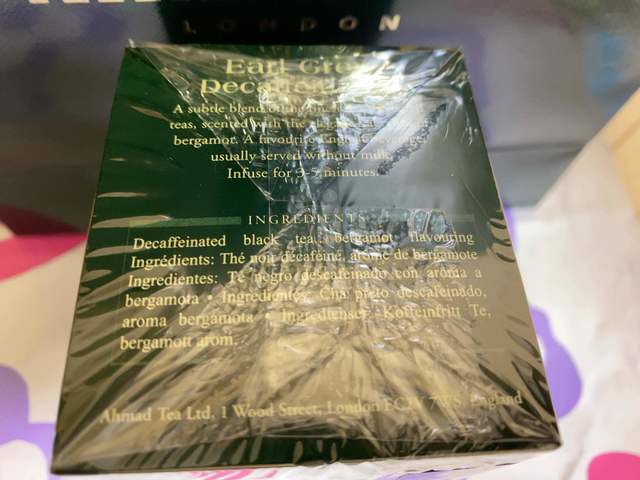 LONDON
Earl Grey
A subtle blend
teas, scented with the
bergamot. A favourite English
usually served without milk.
Infuse for 3-5 minutes.
INGREDIENTS
Decaffeinated black tea, bergamot flavouring
Ingrédients: Thé noir décaféiné, arôme de bergamote
Ingredientes: Té negro descafeinado con aroma a
bergamota • Ingredientes: Chá preto descafeinado,
aroma bergamota • Ingredienser: Koffeinfritt Te,
bergamott arom.
Ahmad Tea Ltd, 1 Wood Street, London EC2V 7WS, England